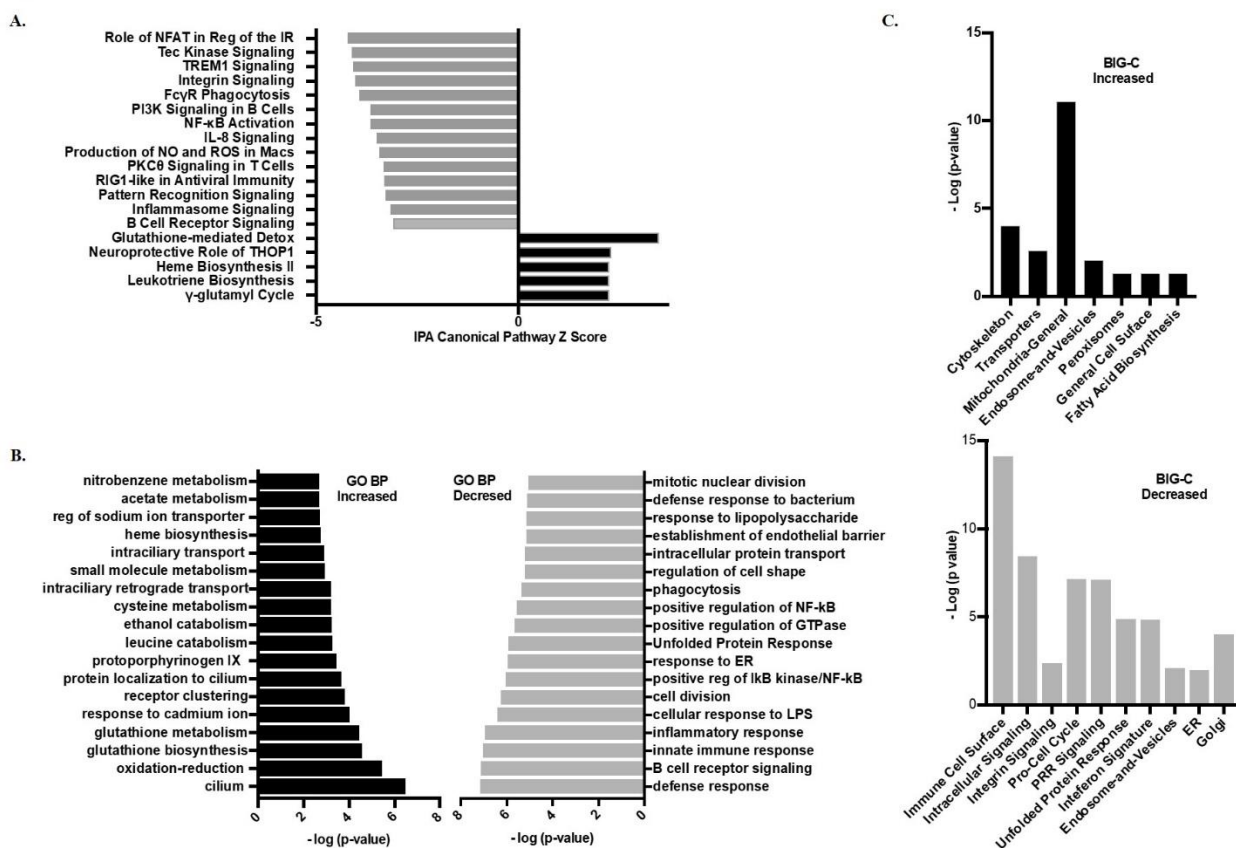 A.
Role of NFAT in Reg of the IR
Tec Kinase Signaling
TREM1 Signaling
Integrin Signaling
FcγR Phagocytosis
PI3K Signaling in B Cells
NF-κB Activation
IL-8 Signaling
Production of NO and ROS in Macs
PKCθ Signaling in T Cells
RIG1-like in Antiviral Immunity
Pattern Recognition Signaling
Inflammasome Signaling
B Cell Receptor Signaling
Glutathione-mediated Detox
Neuroprotective Role of THOP1
Heme Biosynthesis II
Leukotriene Biosynthesis
γ-glutamyl Cycle
-5
0
IPA Canonical Pathway Z Score
B.
GO BP
Increased
nitrobenzene metabolism
acetate metabolism
reg of sodium ion transporter
heme biosynthesis
intraciliary transport
small molecule metabolism
intraciliary retrograde transport
cysteine metabolism
ethanol catabolism
leucine catabolism
protoporphyrinogen IX
protein localization to cilium
receptor clustering
response to cadmium ion
glutathione metabolism
glutathione biosynthesis
oxidation-reduction
cilium
0 2 4 6 8
- log (p-value)
GO BP
Decresed
mitotic nuclear division
defense response to bacterium
response to lipopolysaccharide
establishment of endothelial barrier
intracellular protein transport
regulation of cell shape
phagocytosis
positive regulation of NF-kB
positive regulation of GTPase
Unfolded Protein Response
response to ER
positive reg of IkB kinase/NF-kB
cell division
cellular response to LPS
inflammatory response
innate immune response
B cell receptor signaling
defense response
8 6 4 2 0
- log (p-value)
C.
BIG-C
Increased
15
10
5
0
- Log (p-value)
Cytoskeleton
Transporters
Mitochondria-General
Endosome-and-Vesicles
Peroxisomes
General Cell Suface
Fatty Acid Biosynthesis
BIG-C
Decreased
15
10
5
0
- Log (p value)
Immune Cell Surface
Intracellular Signaling
Integrin Signaling
Pro-Cell Cycle
PRR Signaling
Unfolded Protein Response
Inteferon Signature
Endosome-and-Vesicles
ER
Golgi